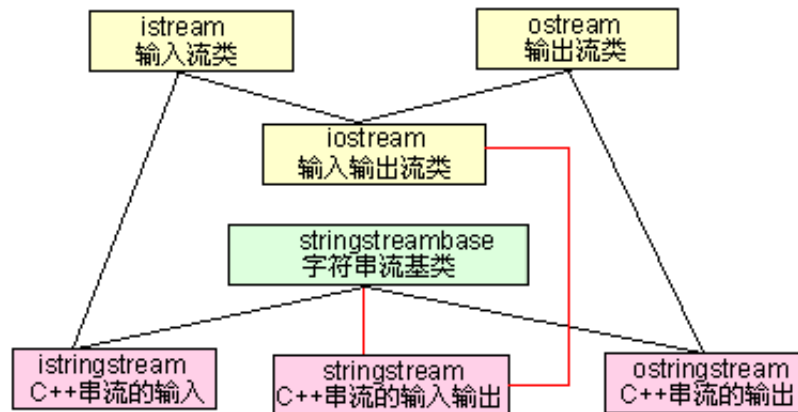 istream
输入流类
ostream
输出流类
iostream
输入输出流类
stringstreambase
字符串流基类
istringstream
C++串流的输入
stringstream
C++串流的输入输出
ostringstream
C++串流的输出